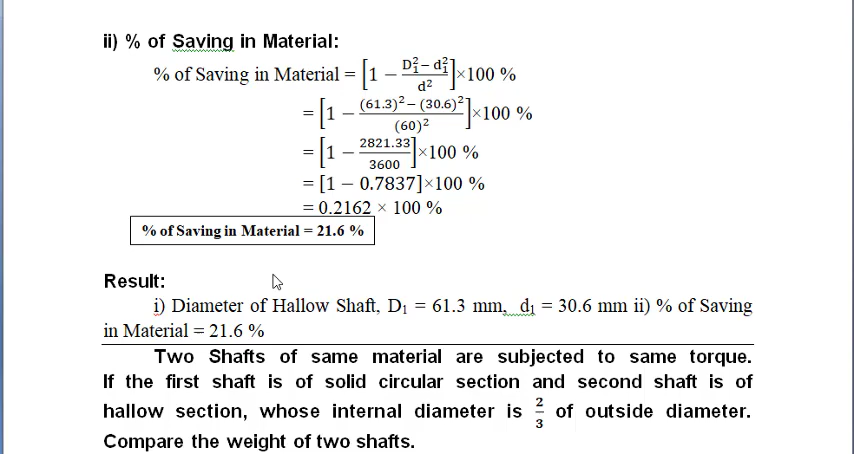 ii) % of Saving in Material:
% of Saving in Material = [1 − (D₁² − d₁²)/d²]×100 %
= [1 − ((61.3)² − (30.6)²)/(60)²]×100 %
= [1 − 2821.33/3600]×100 %
= [1 − 0.7837]×100 %
= 0.2162 × 100 %
% of Saving in Material = 21.6 %
Result:
i) Diameter of Hallow Shaft, D₁ = 61.3 mm, d₁ = 30.6 mm ii) % of Saving
in Material = 21.6 %
Two Shafts of same material are subjected to same torque.
If the first shaft is of solid circular section and second shaft is of
hallow section, whose internal diameter is 2/3 of outside diameter.
Compare the weight of two shafts.